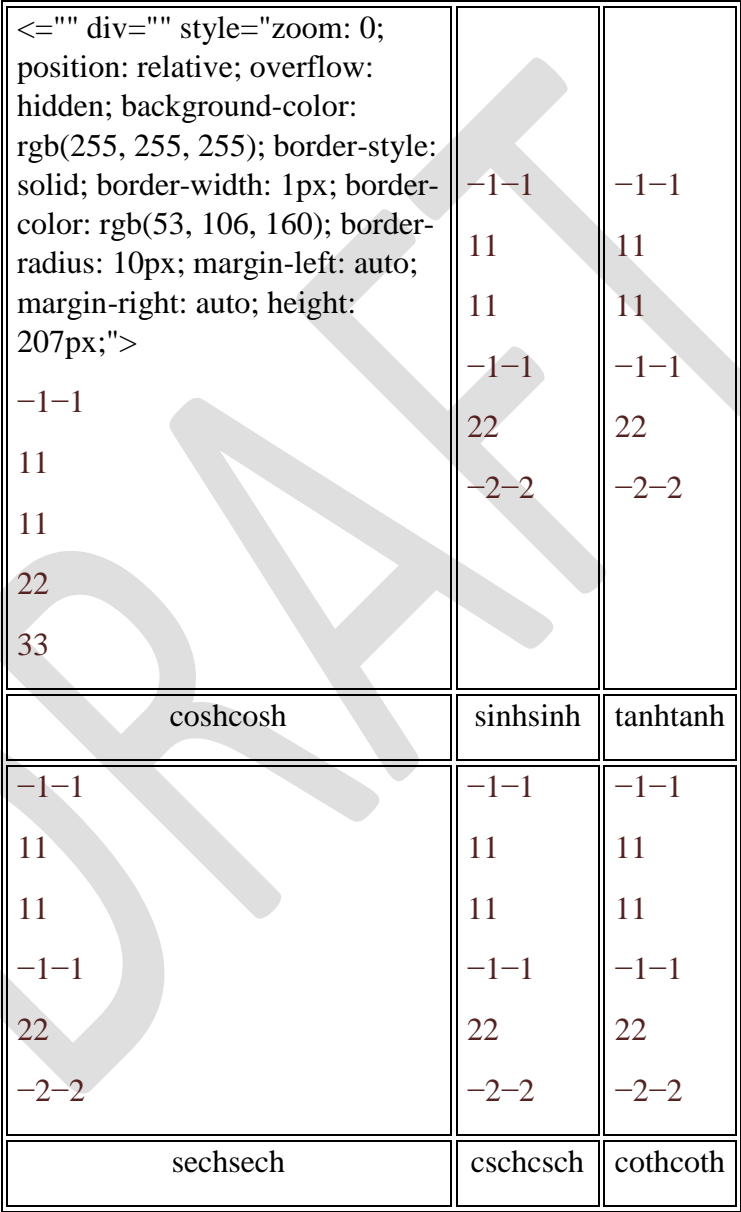 <="" div="" style="zoom: 0;
position: relative; overflow:
hidden; background-color:
rgb(255, 255, 255); border-style:
solid; border-width: 1px; border-
color: rgb(53, 106, 160); border-
radius: 10px; margin-left: auto;
margin-right: auto; height:
207px;">
−1−1
11
11
22
33
−1−1
11
11
−1−1
22
−2−2
−1−1
11
11
−1−1
22
−2−2
coshcosh sinhsinh tanhtanh
−1−1
11
11
−1−1
22
−2−2
−1−1
11
11
−1−1
22
−2−2
−1−1
11
11
−1−1
22
−2−2
sechsech cschcsch cothcoth
DRAFT